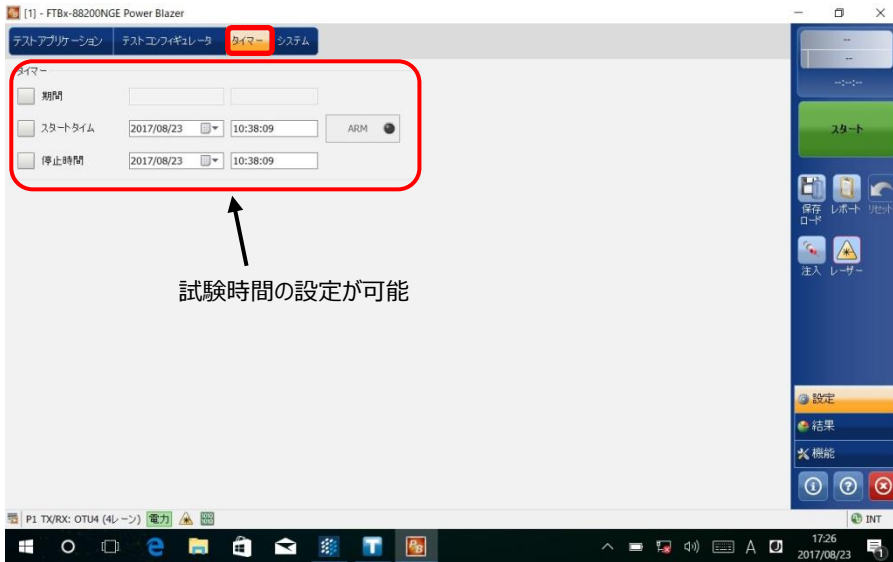 [1] - FTBx-88200NGE Power Blazer
テストアプリケーション テストコンフィギュレータ タイマー システム
タイマー
期間
スタートタイム 2017/08/23 10:38:09 ARM
停止時間 2017/08/23 10:38:09
試験時間の設定が可能
--
--
--:--:--
スタート
保存
ロード
レポート
リセット
注入
レーザー
設定
結果
機能
P1 TX/RX: OTU4 (4レーン) 電力
INT
A
17:26
2017/08/23